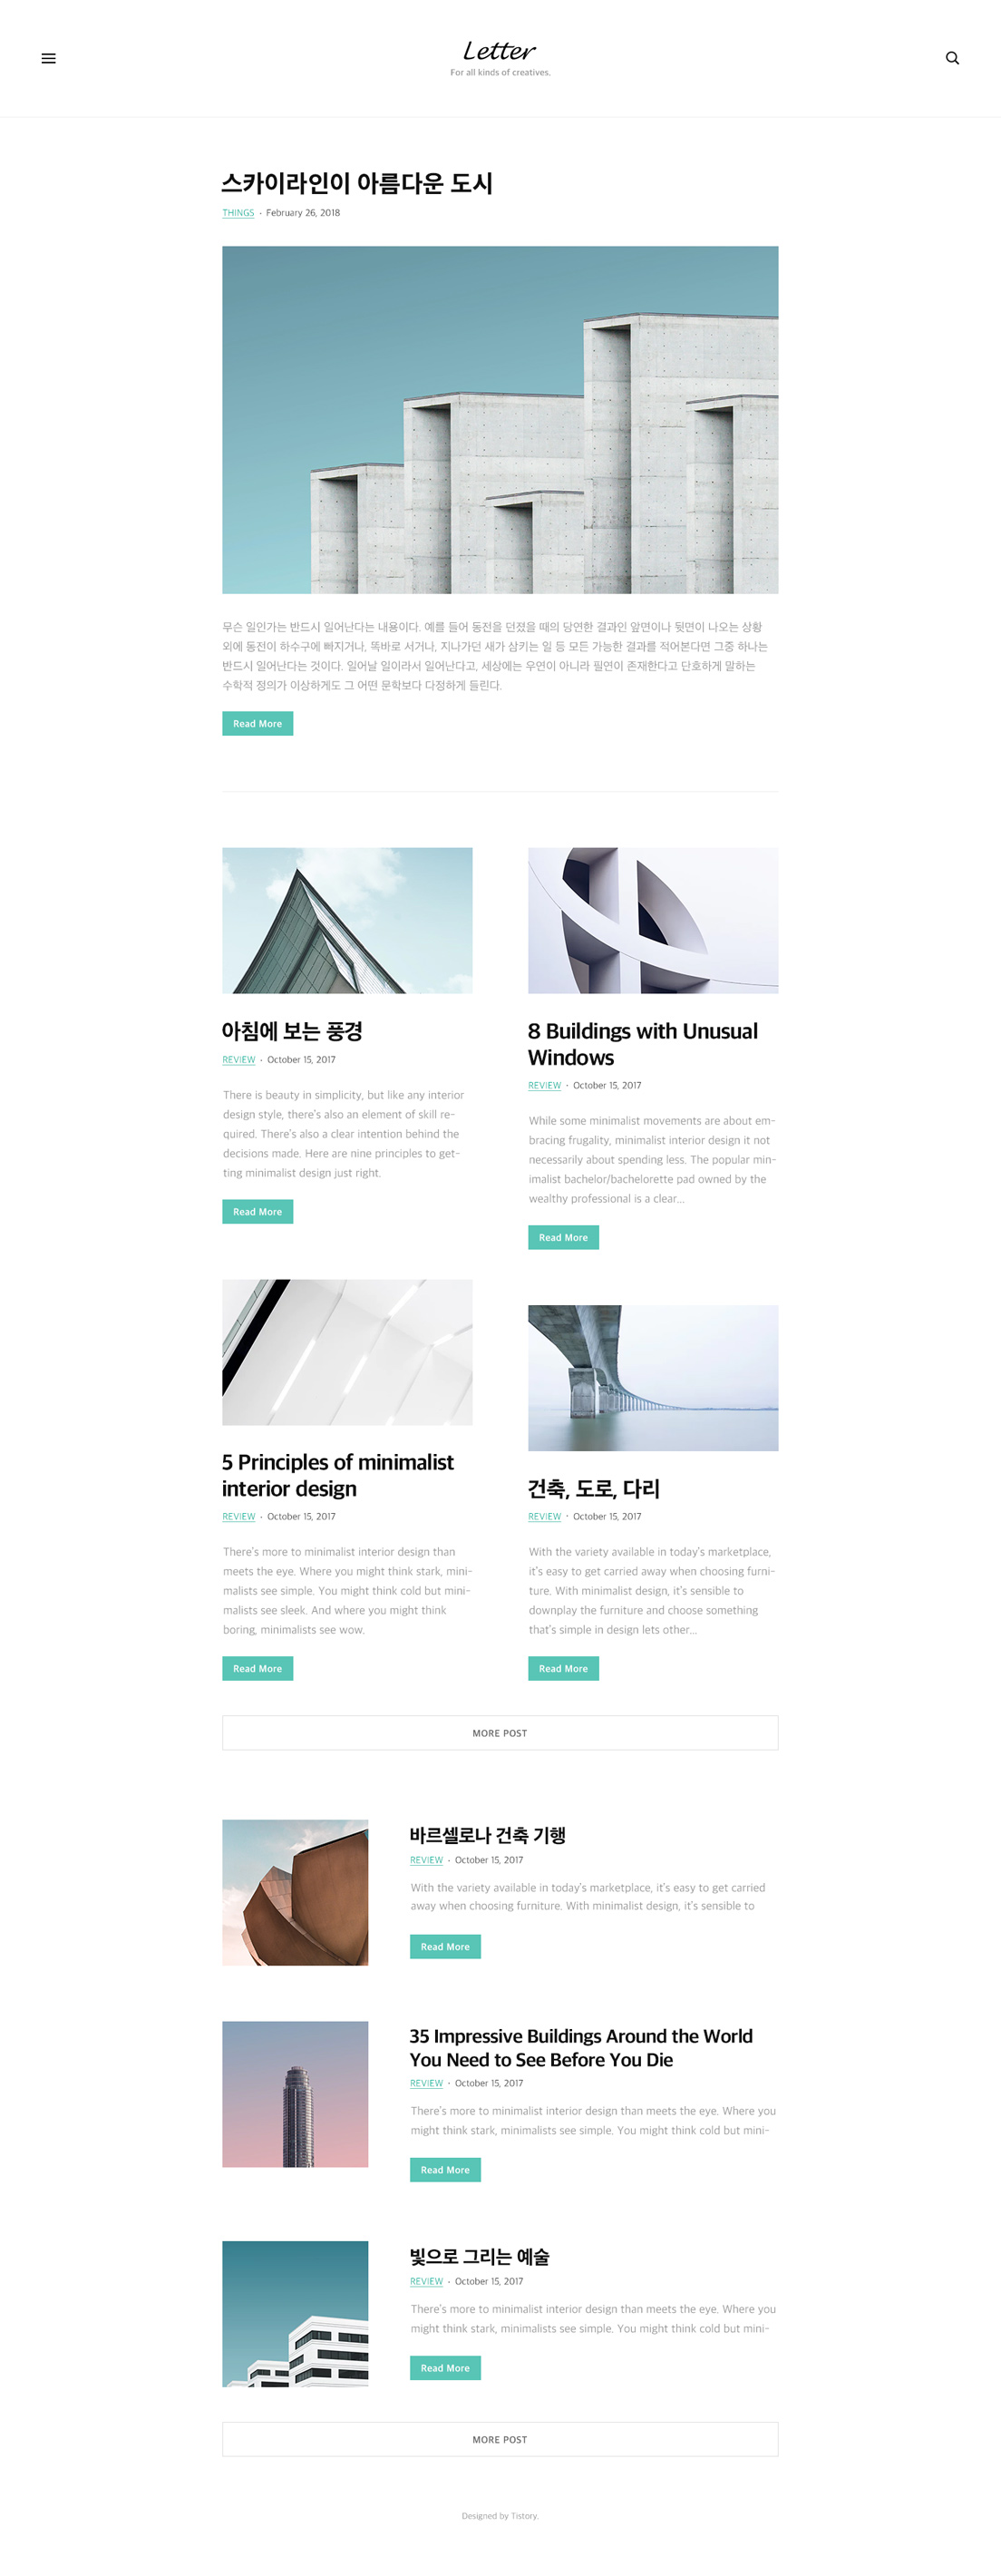 Letter
For all kinds of creatives.
스카이라인이 아름다운 도시
THINGS · February 26, 2018
무슨 일인가는 반드시 일어난다는 내용이다. 예를 들어 동전을 던졌을 때의 당연한 결과인 앞면이나 뒷면이 나오는 상황
외에 동전이 하수구에 빠지거나, 똑바로 서거나, 지나가던 새가 삼키는 일 등 모든 가능한 결과를 적어본다면 그중 하나는
반드시 일어난다는 것이다. 일어날 일이라서 일어난다고, 세상에는 우연이 아니라 필연이 존재한다고 단호하게 말하는
수학적 정의가 이상하게도 그 어떤 문학보다 다정하게 들린다.
Read More
아침에 보는 풍경
REVIEW · October 15, 2017
There is beauty in simplicity, but like any interior
design style, there's also an element of skill re-
quired. There's also a clear intention behind the
decisions made. Here are nine principles to get-
ting minimalist design just right.
Read More
8 Buildings with Unusual
Windows
REVIEW · October 15, 2017
While some minimalist movements are about em-
bracing frugality, minimalist interior design it not
necessarily about spending less. The popular min-
imalist bachelor/bachelorette pad owned by the
wealthy professional is a clear...
Read More
5 Principles of minimalist
interior design
REVIEW · October 15, 2017
There's more to minimalist interior design than
meets the eye. Where you might think stark, mini-
malists see simple. You might think cold but mini-
malists see sleek. And where you might think
boring, minimalists see wow.
Read More
건축, 도로, 다리
REVIEW · October 15, 2017
With the variety available in today's marketplace,
it's easy to get carried away when choosing furni-
ture. With minimalist design, it's sensible to
downplay the furniture and choose something
that's simple in design lets other...
Read More
MORE POST
바르셀로나 건축 기행
REVIEW · October 15, 2017
With the variety available in today's marketplace, it's easy to get carried
away when choosing furniture. With minimalist design, it's sensible to
Read More
35 Impressive Buildings Around the World
You Need to See Before You Die
REVIEW · October 15, 2017
There's more to minimalist interior design than meets the eye. Where you
might think stark, minimalists see simple. You might think cold but mini-
Read More
빛으로 그리는 예술
REVIEW · October 15, 2017
There's more to minimalist interior design than meets the eye. Where you
might think stark, minimalists see simple. You might think cold but mini-
Read More
MORE POST
Designed by Tistory.